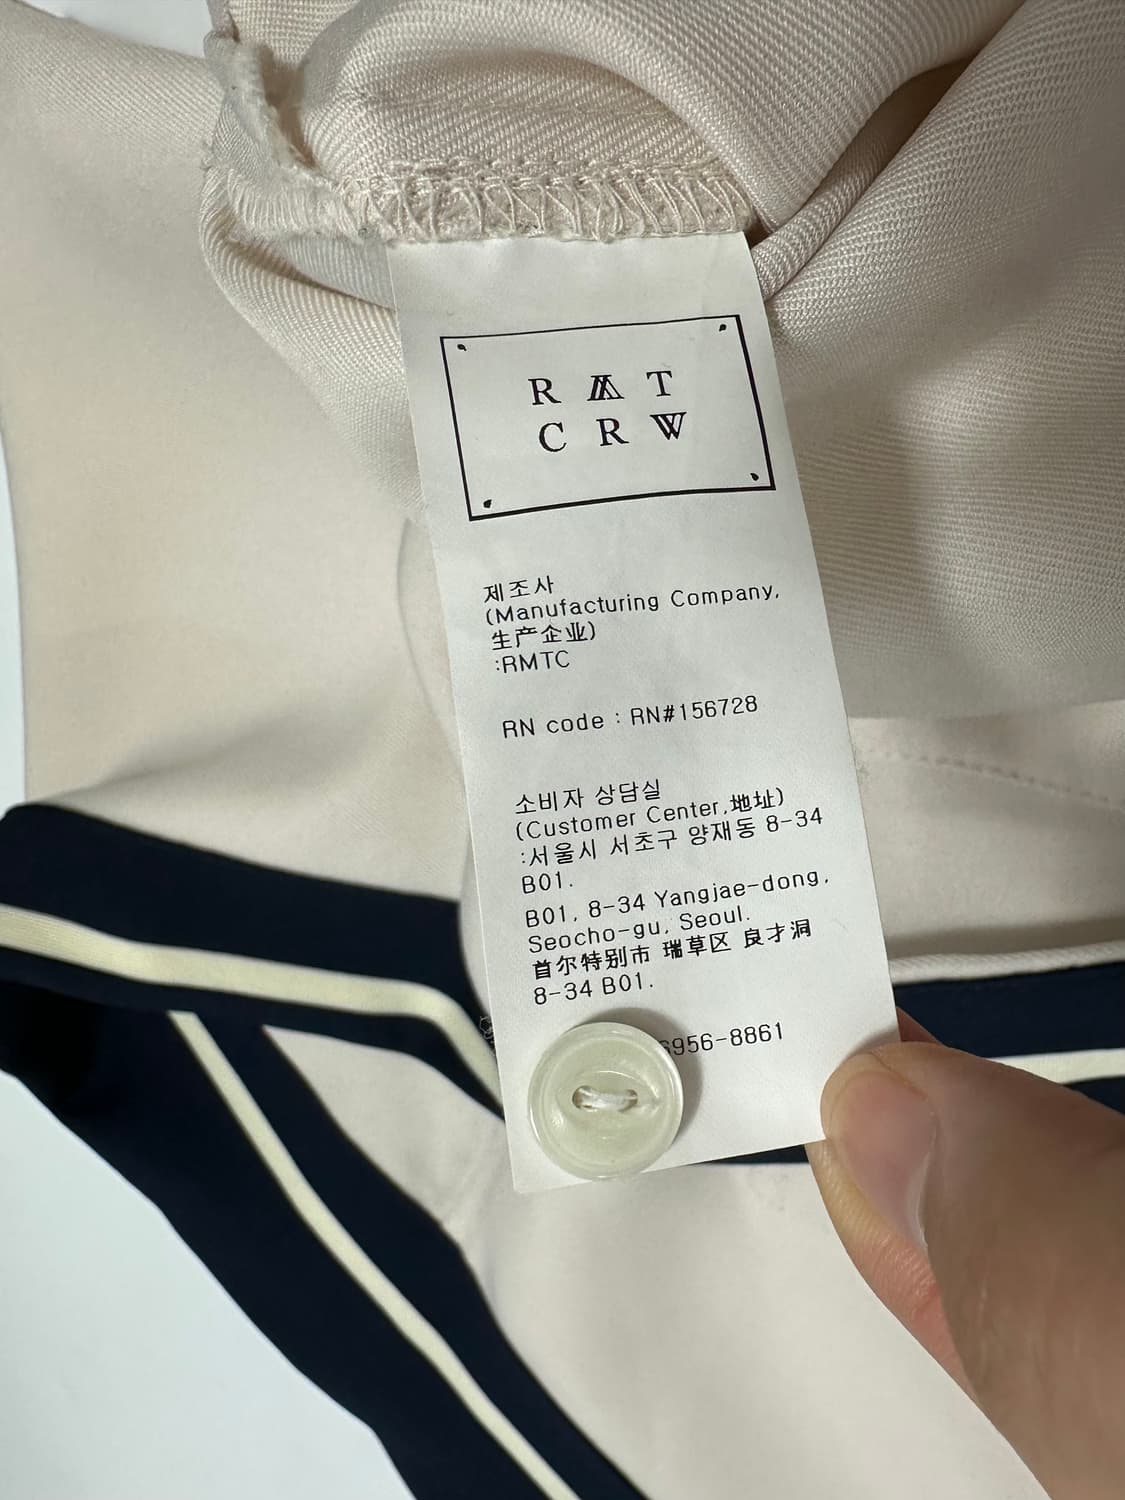 R M T
C R W
제조사
(Manufacturing Company,
生产企业)
:RMTC
RN code : RN#156728
소비자 상담실
(Customer Center,地址)
:서울시 서초구 양재동 8-34
B01.
B01, 8-34 Yangjae-dong,
Seocho-gu, Seoul.
首尔特别市 瑞草区 良才洞
8-34 B01.
6956-8861